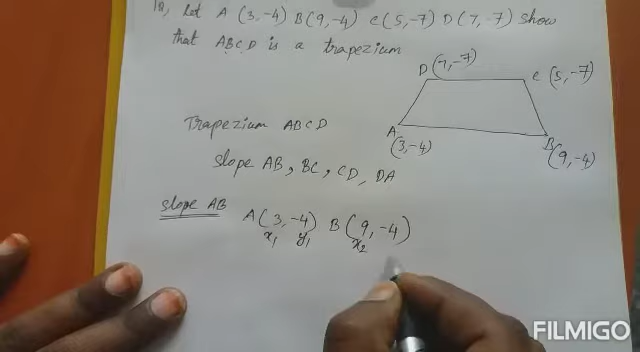 10, Let A (3,-4) B(9,-4) C(5,-7) D(7,-7) Show
that ABCD is a trapezium
D(7,-7) C (5,-7)
Trapezium ABCD
A B
(3,-4) (9,-4)
Slope AB, BC, CD, DA
Slope AB A(3,-4) B(9,-4)
x₁ y₁ x₂
FILMIGO